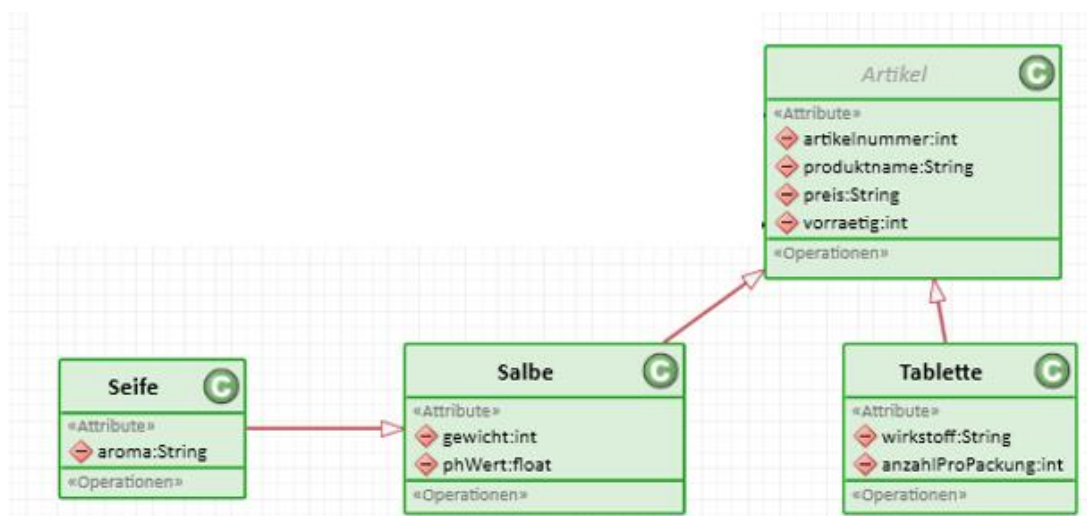 Artikel
C
«Attribute»
artikelnummer:int
produktname:String
preis:String
vorraetig:int
«Operationen»
Seife
C
«Attribute»
aroma:String
«Operationen»
Salbe
C
«Attribute»
gewicht:int
phWert:float
«Operationen»
Tablette
C
«Attribute»
wirkstoff:String
anzahlProPackung:int
«Operationen»